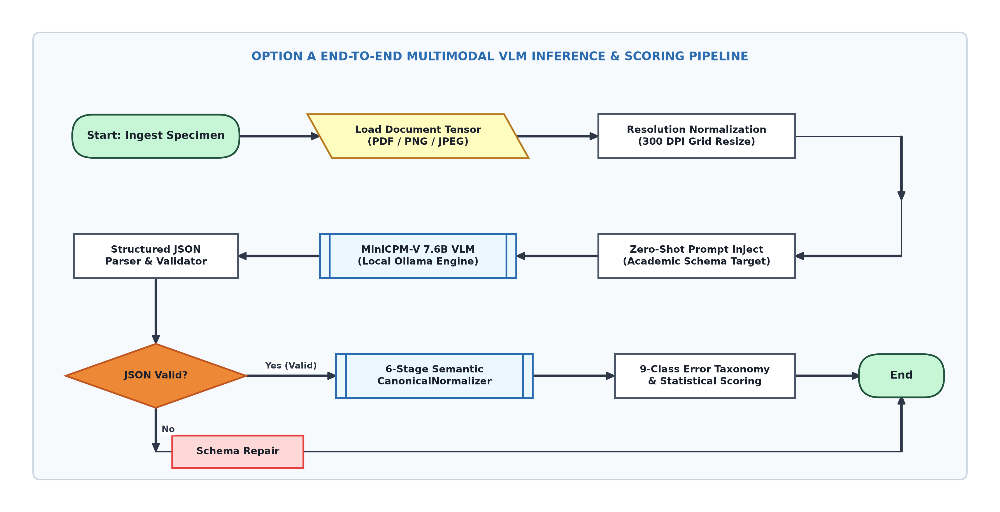 OPTION A END-TO-END MULTIMODAL VLM INFERENCE & SCORING PIPELINE
Start: Ingest Specimen
Load Document Tensor
(PDF / PNG / JPEG)
Resolution Normalization
(300 DPI Grid Resize)
Zero-Shot Prompt Inject
(Academic Schema Target)
MiniCPM-V 7.6B VLM
(Local Ollama Engine)
Structured JSON
Parser & Validator
JSON Valid?
Yes (Valid)
6-Stage Semantic
CanonicalNormalizer
9-Class Error Taxonomy
& Statistical Scoring
End
No
Schema Repair